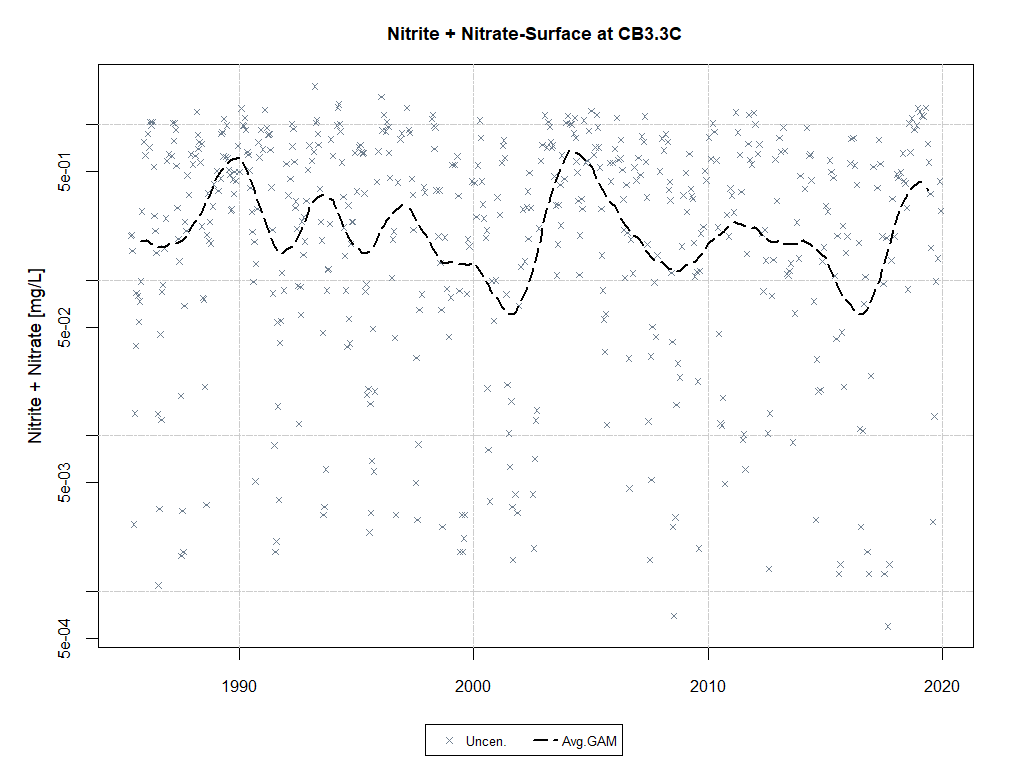 Nitrite + Nitrate-Surface at CB3.3C
Nitrite + Nitrate [mg/L]
5e-01
5e-02
5e-03
5e-04
1990 2000 2010 2020
Uncen. Avg.GAM